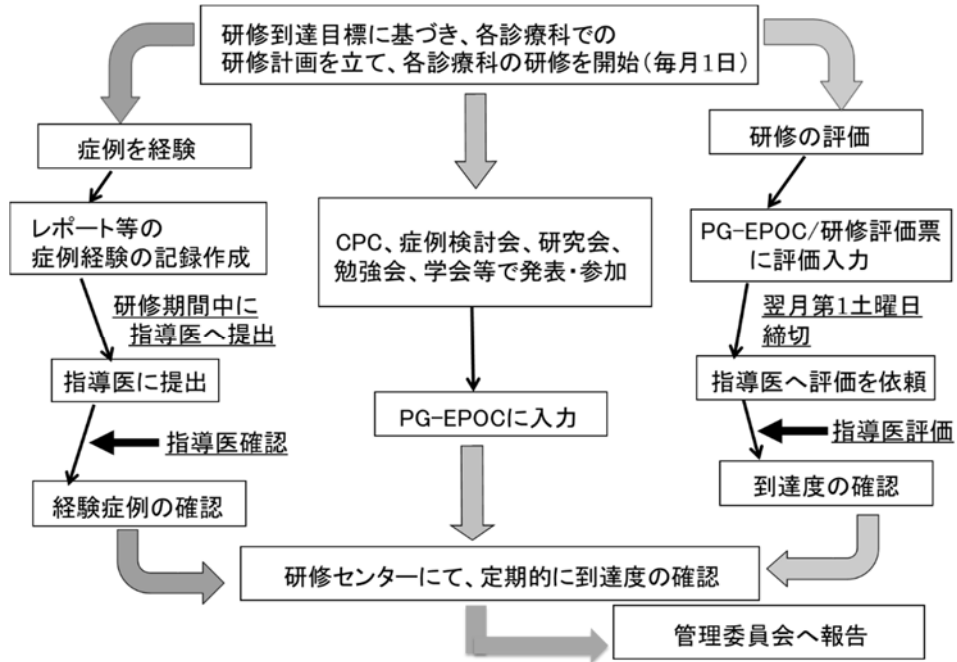 研修到達目標に基づき、各診療科での
研修計画を立て、各診療科の研修を開始(毎月1日)
症例を経験
レポート等の
症例経験の記録作成
研修期間中に
指導医へ提出
指導医に提出
指導医確認
経験症例の確認
CPC、症例検討会、研究会、
勉強会、学会等で発表・参加
PG-EPOCに入力
研修の評価
PG-EPOC/研修評価票
に評価入力
翌月第1土曜日
締切
指導医へ評価を依頼
指導医評価
到達度の確認
研修センターにて、定期的に到達度の確認
管理委員会へ報告